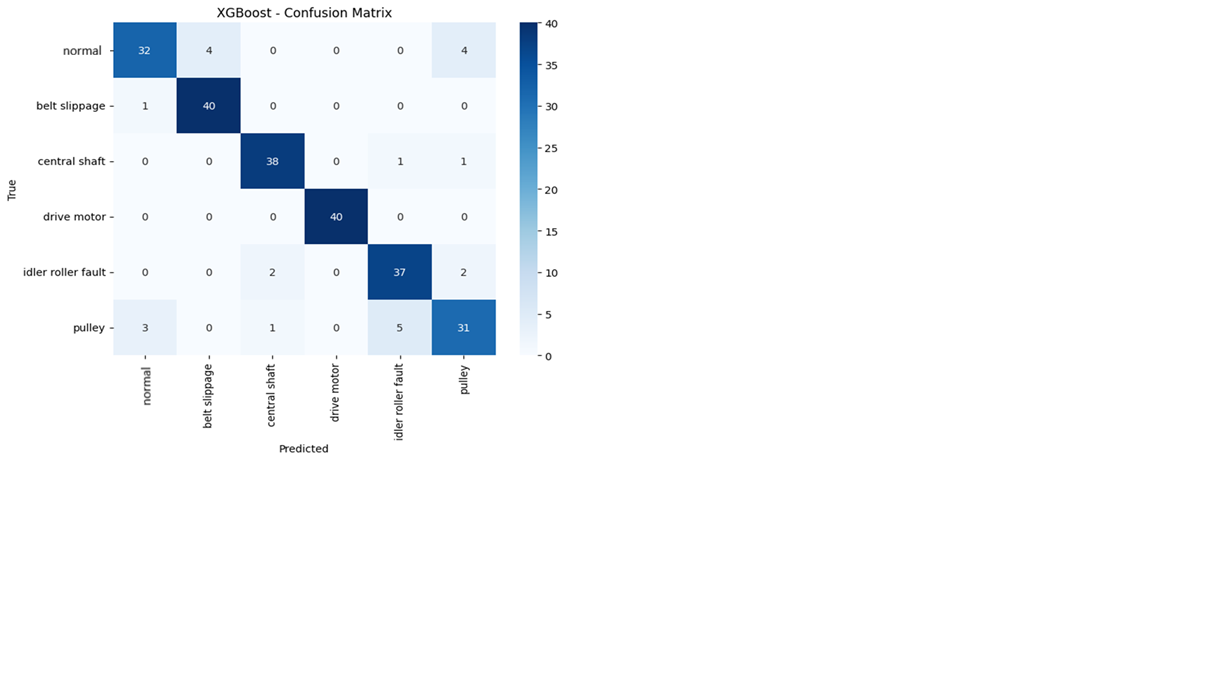 XGBoost - Confusion Matrix
normal 32 4 0 0 0 4
belt slippage 1 40 0 0 0 0
central shaft 0 0 38 0 1 1
drive motor 0 0 0 40 0 0
idler roller fault 0 0 2 0 37 2
pulley 3 0 1 0 5 31
True
normal
belt slippage
central shaft
drive motor
idler roller fault
pulley
Predicted
40
35
30
25
20
15
10
5
0